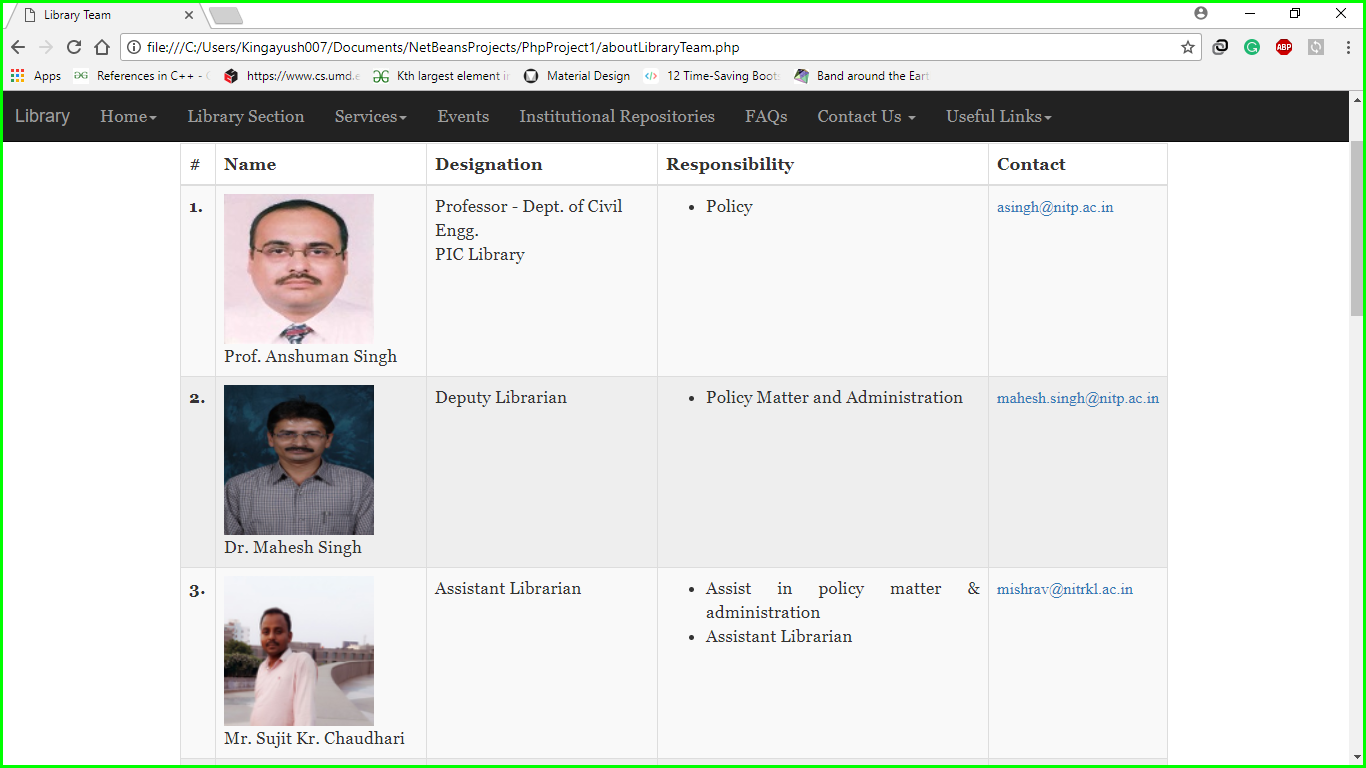 Library Team
file:///C:/Users/Kingayush007/Documents/NetBeansProjects/PhpProject1/aboutLibraryTeam.php
ABP
Apps References in C++ - https://www.cs.umd.e Kth largest element Material Design 12 Time-Saving Boot Band around the Eart
Library Home Library Section Services Events Institutional Repositories FAQs Contact Us Useful Links
# Name Designation Responsibility Contact
1. Professor - Dept. of Civil • Policy asingh@nitp.ac.in
Engg.
PIC Library
Prof. Anshuman Singh
2. Deputy Librarian • Policy Matter and Administration mahesh.singh@nitp.ac.in
Dr. Mahesh Singh
3. Assistant Librarian • Assist in policy matter & mishrav@nitrkl.ac.in
administration
• Assistant Librarian
Mr. Sujit Kr. Chaudhari